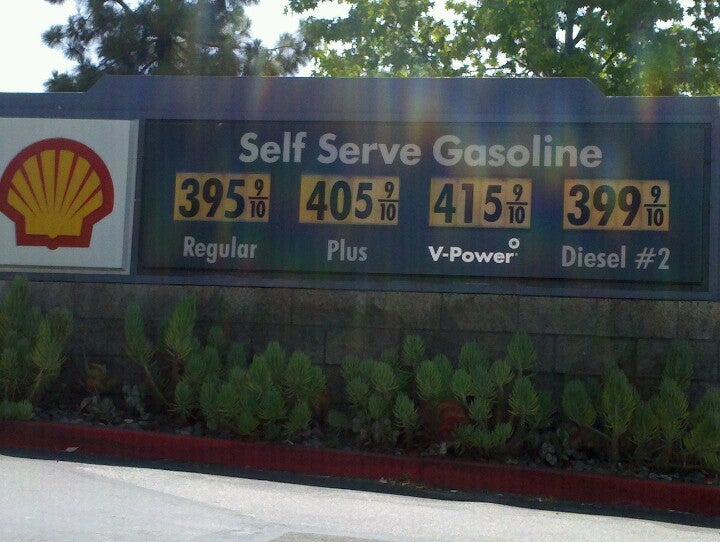 Self Serve Gasoline
395 9/10 405 9/10 415 9/10 399 9/10
Regular Plus V-Power Diesel #2